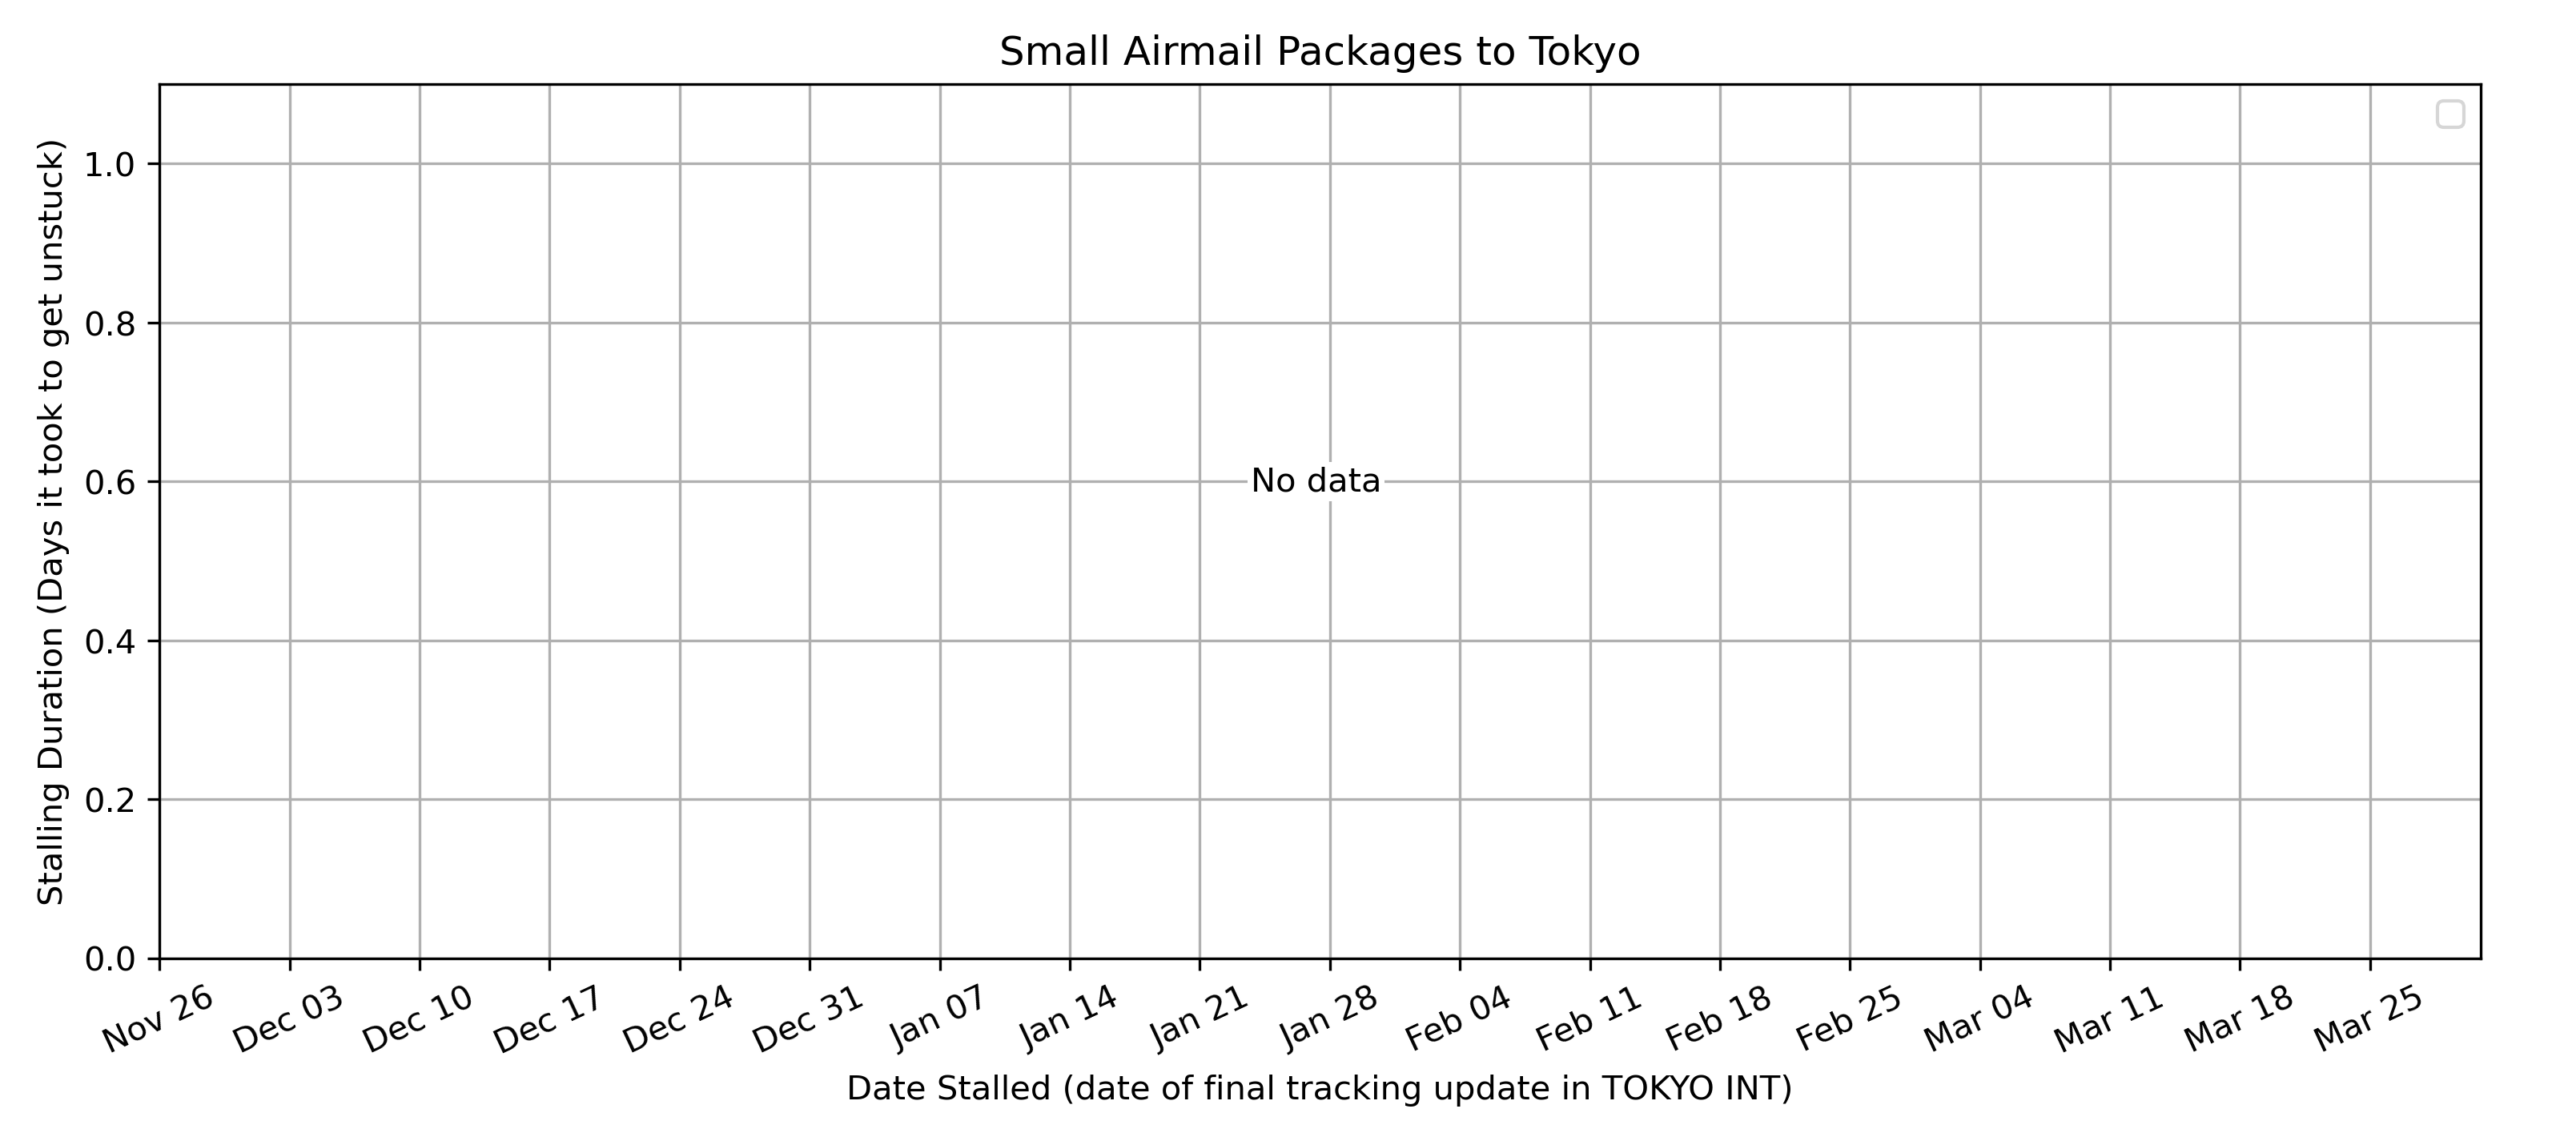 Small Airmail Packages to Tokyo
Stalling Duration (Days it took to get unstuck)
1.0
0.8
0.6
0.4
0.2
0.0
No data
Nov 26 Dec 03 Dec 10 Dec 17 Dec 24 Dec 31 Jan 07 Jan 14 Jan 21 Jan 28 Feb 04 Feb 11 Feb 18 Feb 25 Mar 04 Mar 11 Mar 18 Mar 25
Date Stalled (date of final tracking update in TOKYO INT)